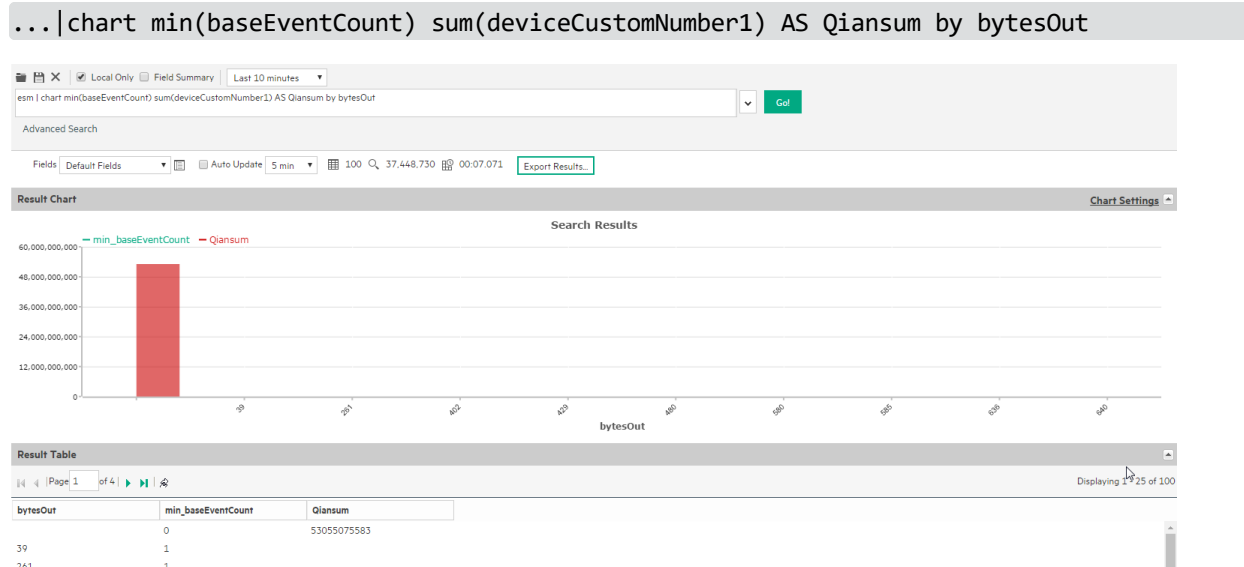 ...|chart min(baseEventCount) sum(deviceCustomNumber1) AS Qiansum by bytesOut
Local Only Field Summary Last 10 minutes
esm | chart min(baseEventCount) sum(deviceCustomNumber1) AS Qiansum by bytesOut
Go!
Advanced Search
Fields Default Fields Auto Update 5 min 100 37,448,730 00:07.071 Export Results...
Result Chart Chart Settings
Search Results
min_baseEventCount Qiansum
60,000,000,000
48,000,000,000
36,000,000,000
24,000,000,000
12,000,000,000
0
39 261 402 429 480 580 585 636 640
bytesOut
Result Table
Page 1 of 4 Displaying 1 - 25 of 100
bytesOut min_baseEventCount Qiansum
0 53055075583
39 1
261 1